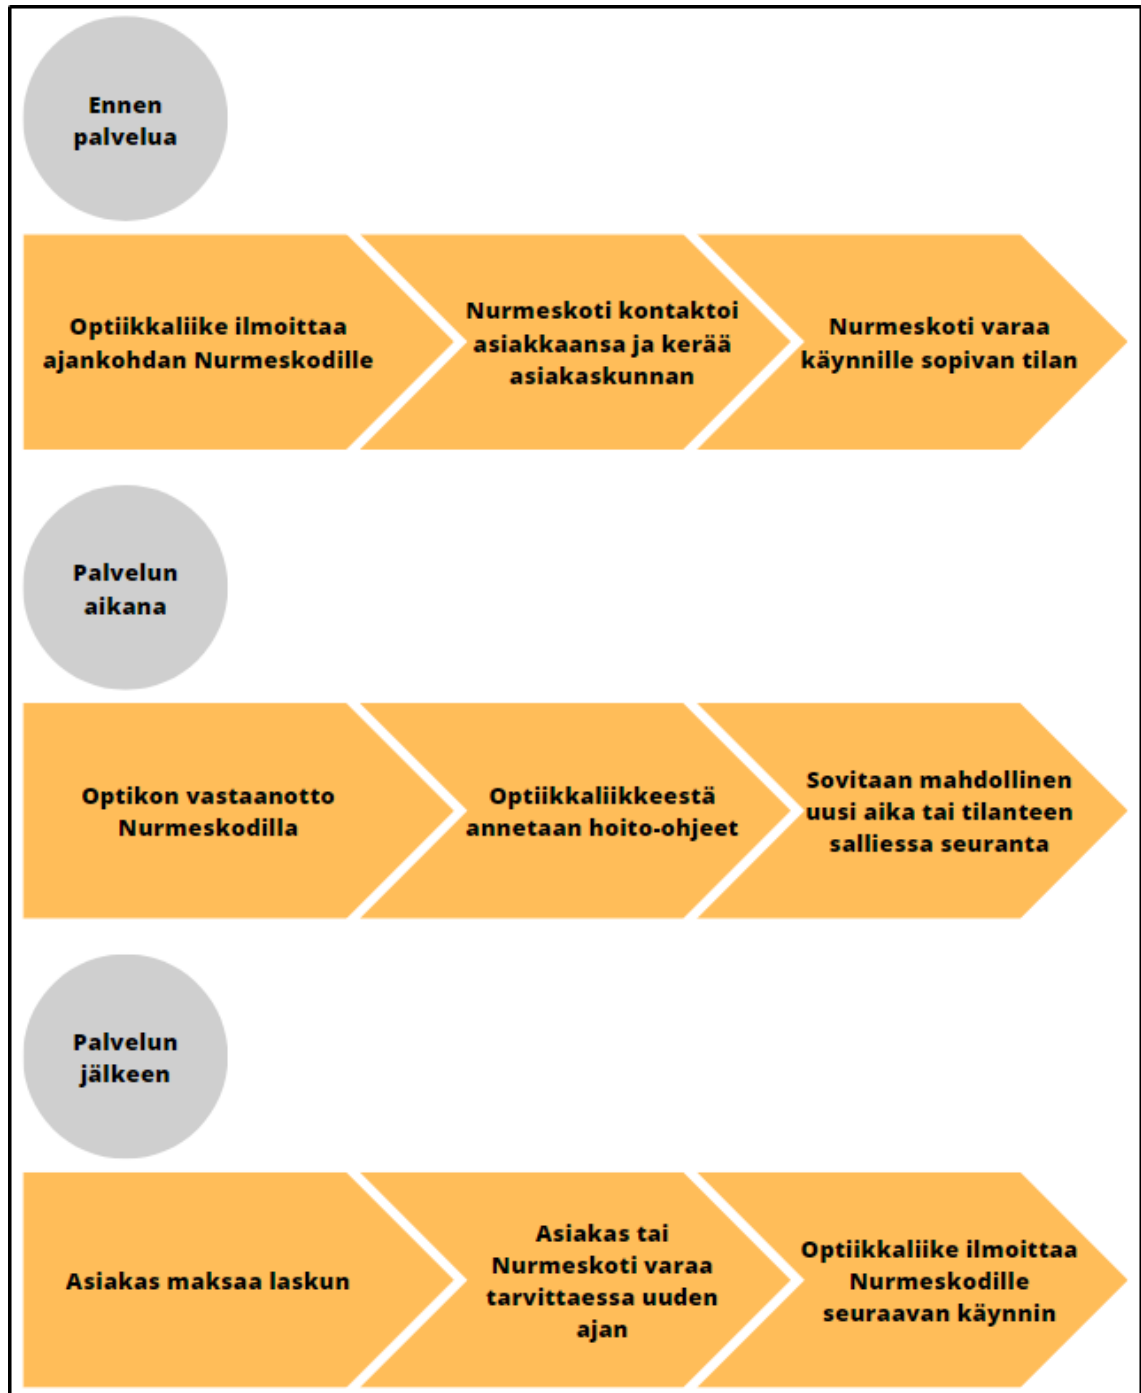 Ennen
palvelua
Optiikkaliike ilmoittaa
ajankohdan Nurmeskodille
Nurmeskoti kontaktoi
asiakkaansa ja kerää
asiakaskunnan
Nurmeskoti varaa
käynnille sopivan tilan
Palvelun
aikana
Optikon vastaanotto
Nurmeskodilla
Optiikkaliikkeestä
annetaan hoito-ohjeet
Sovitaan mahdollinen
uusi aika tai tilanteen
salliessa seuranta
Palvelun
jälkeen
Asiakas maksaa laskun
Asiakas tai
Nurmeskoti varaa
tarvittaessa uuden
ajan
Optiikkaliike ilmoittaa
Nurmeskodille
seuraavan käynnin